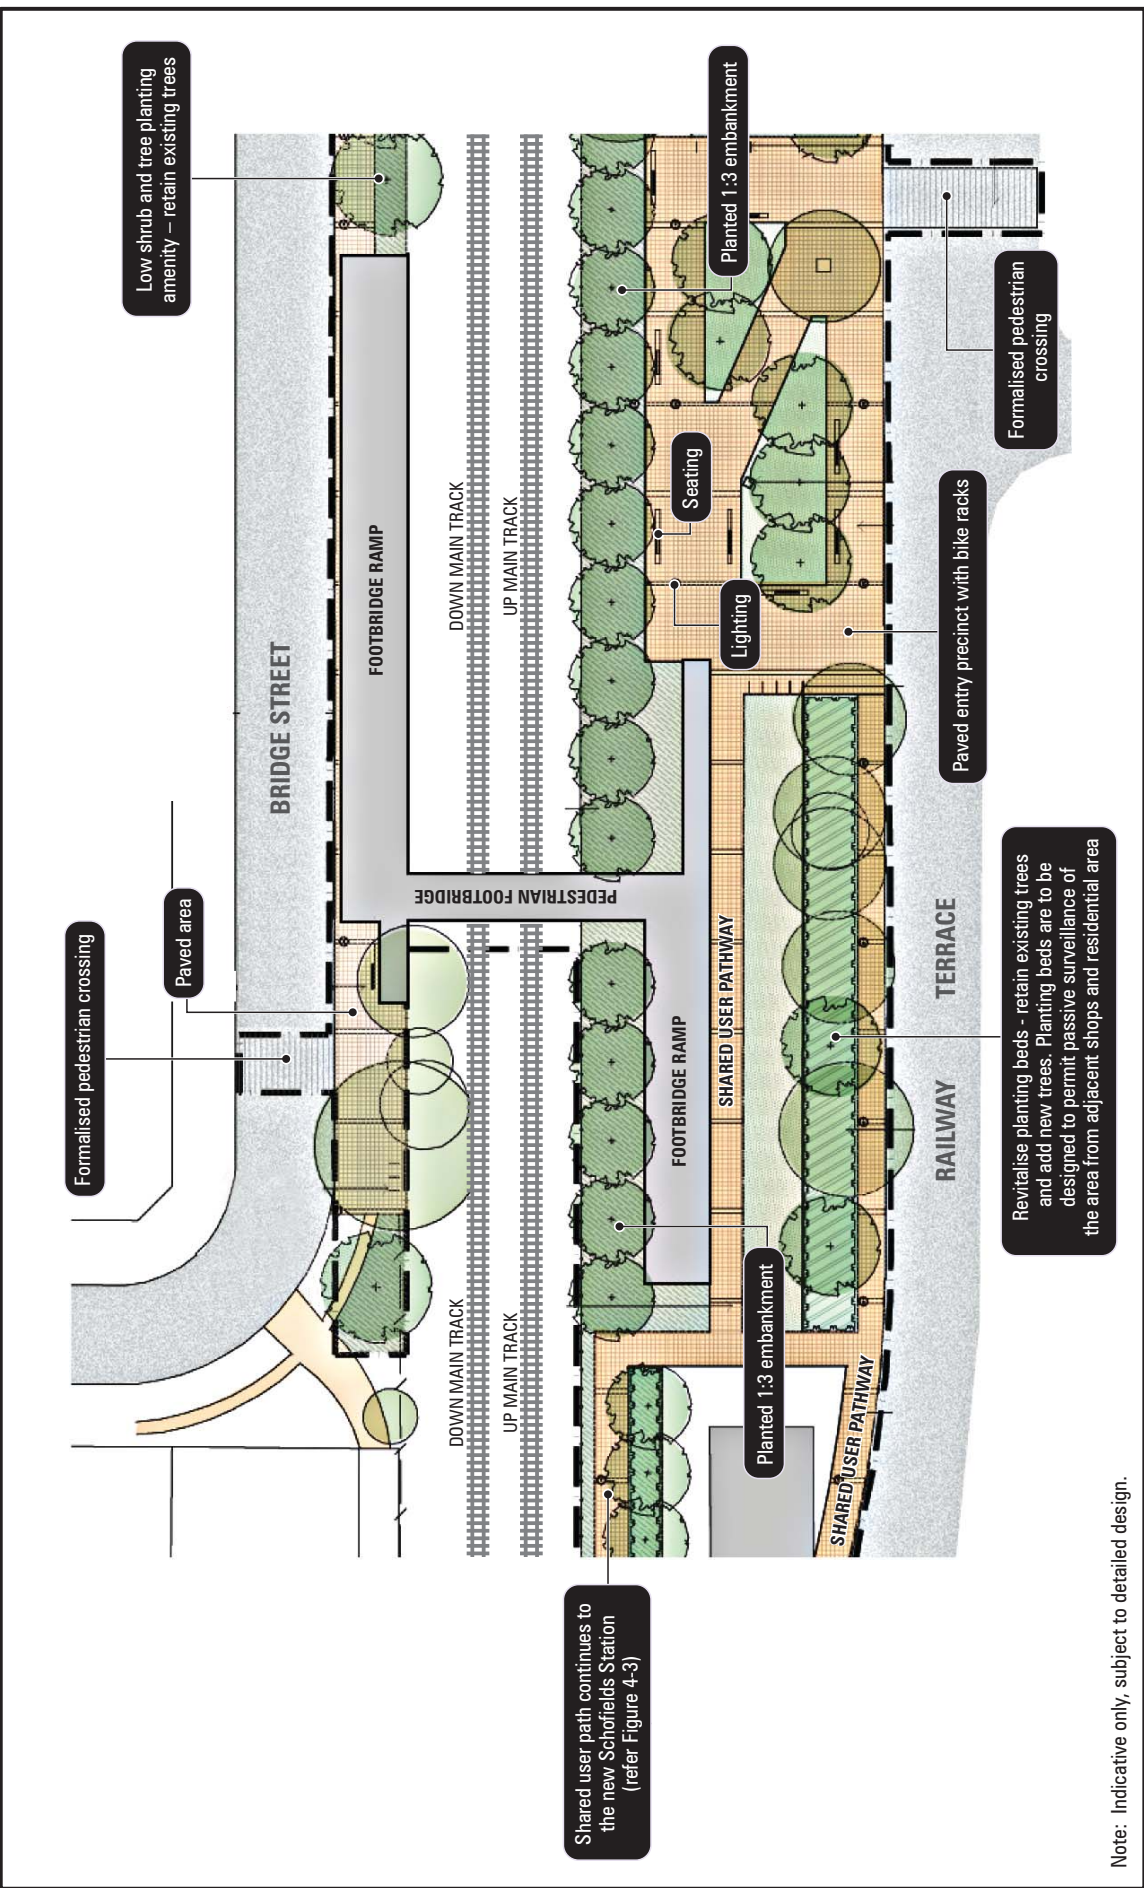 Low shrub and tree planting
amenity – retain existing trees
Formalised pedestrian crossing
Paved area
BRIDGE STREET
FOOTBRIDGE RAMP
DOWN MAIN TRACK
UP MAIN TRACK
DOWN MAIN TRACK
UP MAIN TRACK
PEDESTRIAN FOOTBRIDGE
Planted 1:3 embankment
Seating
Lighting
Formalised pedestrian
crossing
Paved entry precinct with bike racks
FOOTBRIDGE RAMP
SHARED USER PATHWAY
Planted 1:3 embankment
SHARED USER PATHWAY
RAILWAY TERRACE
Revitalise planting beds - retain existing trees
and add new trees. Planting beds are to be
designed to permit passive surveillance of
the area from adjacent shops and residential area
Shared user path continues to
the new Schofields Station
(refer Figure 4-3)
Note: Indicative only, subject to detailed design.